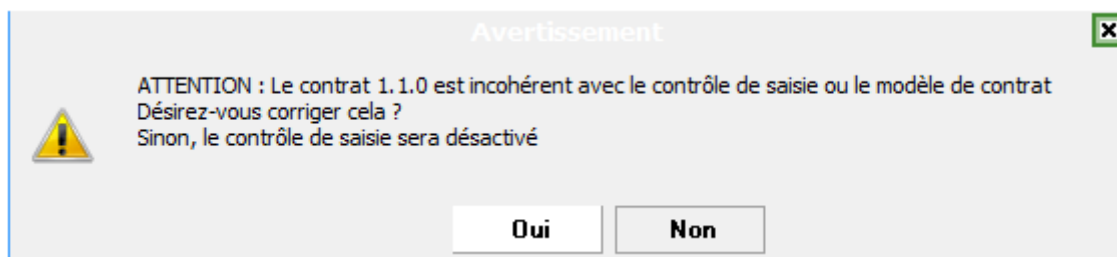 Avertissement
ATTENTION : Le contrat 1.1.0 est incohérent avec le contrôle de saisie ou le modèle de contrat
Désirez-vous corriger cela ?
Sinon, le contrôle de saisie sera désactivé
Oui Non